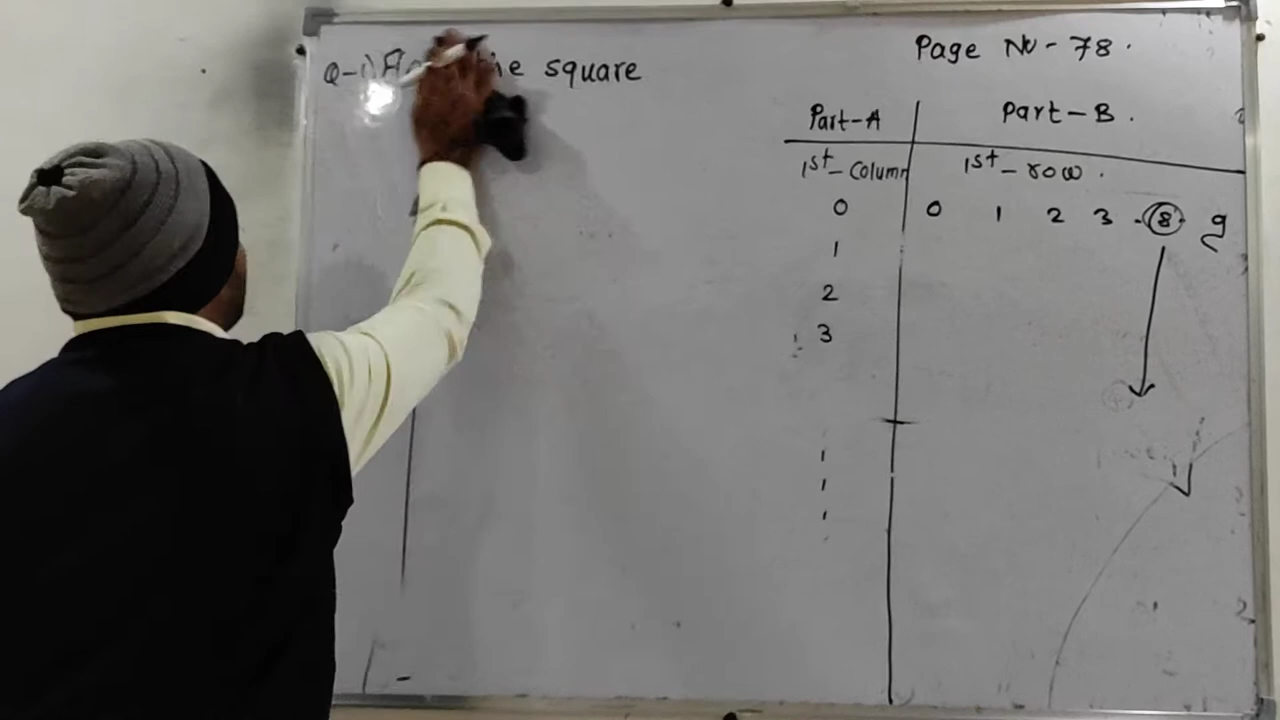 Q-1) the square
Page No - 78.
Part-A Part-B.
1st- Column 1st- row.
0 0 1 2 3 - 8 9
1
2
3